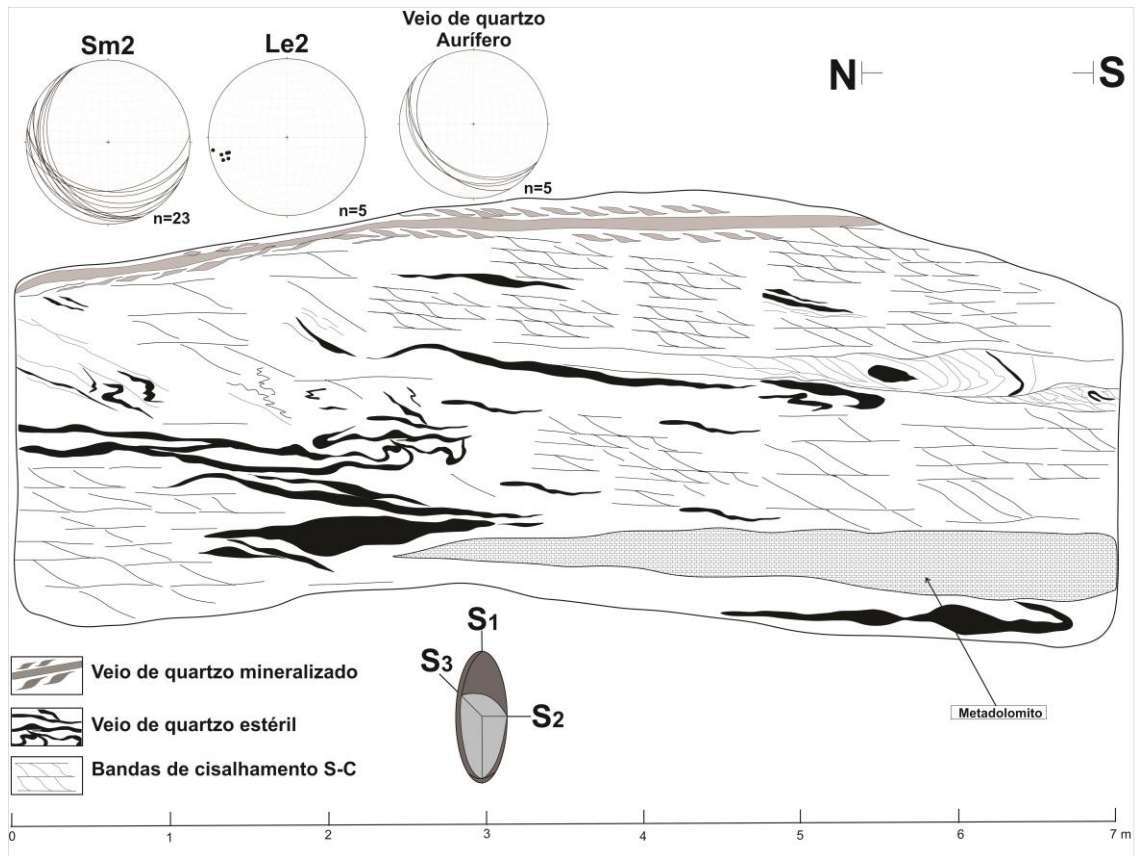 Sm2
n=23
Le2
n=5
Veio de quartzo
Aurífero
n=5
N
S
S1
S3
S2
Veio de quartzo mineralizado
Veio de quartzo estéril
Bandas de cisalhamento S-C
Metadolomito
0 1 2 3 4 5 6 7 m